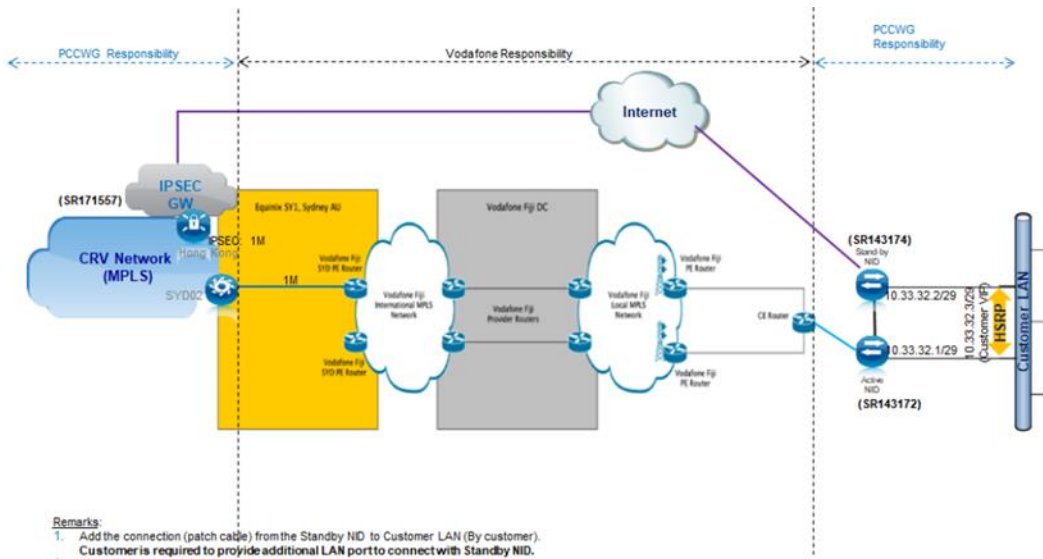 PCCWG Responsibility
Vodafone Responsibility
PCCWG
Responsibility
Internet
(SR171557)
IPSEC
GW
IPSEC: 1M
Hong Kong
CRV Network
(MPLS)
SYD02
1M
Equinix SY1, Sydney AU
Vodafone Fiji
SYD PE Router
Vodafone Fiji
SYD PE Router
Vodafone Fiji
International MPLS
Network
Vodafone Fiji DC
Vodafone Fiji
Provider Routers
Vodafone Fiji
Local MPLS
Network
Vodafone Fiji
PE Router
Vodafone Fiji
PE Router
CE Router
(SR143174)
Stand-by
NID
10.33.32.2/29
10.33.32.1/29
Active
NID
(SR143172)
10.33.32.3/29
(Customer VIP)
HSRP
Customer LAN
Remarks:
1. Add the connection (patch cable) from the Standby NID to Customer LAN (By customer).
Customer is required to provide additional LAN port to connect with Standby NID.